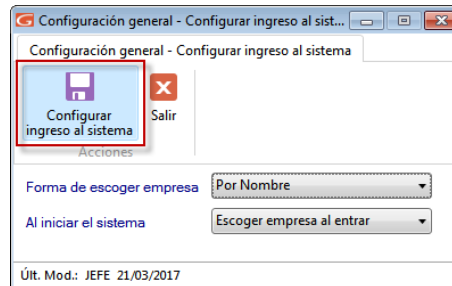 Configuración general - Configurar ingreso al sist...
Configuración general - Configurar ingreso al sistema
Configurar
ingreso al sistema
Salir
Acciones
Forma de escoger empresa Por Nombre
Al iniciar el sistema Escoger empresa al entrar
Últ. Mod.: JEFE 21/03/2017